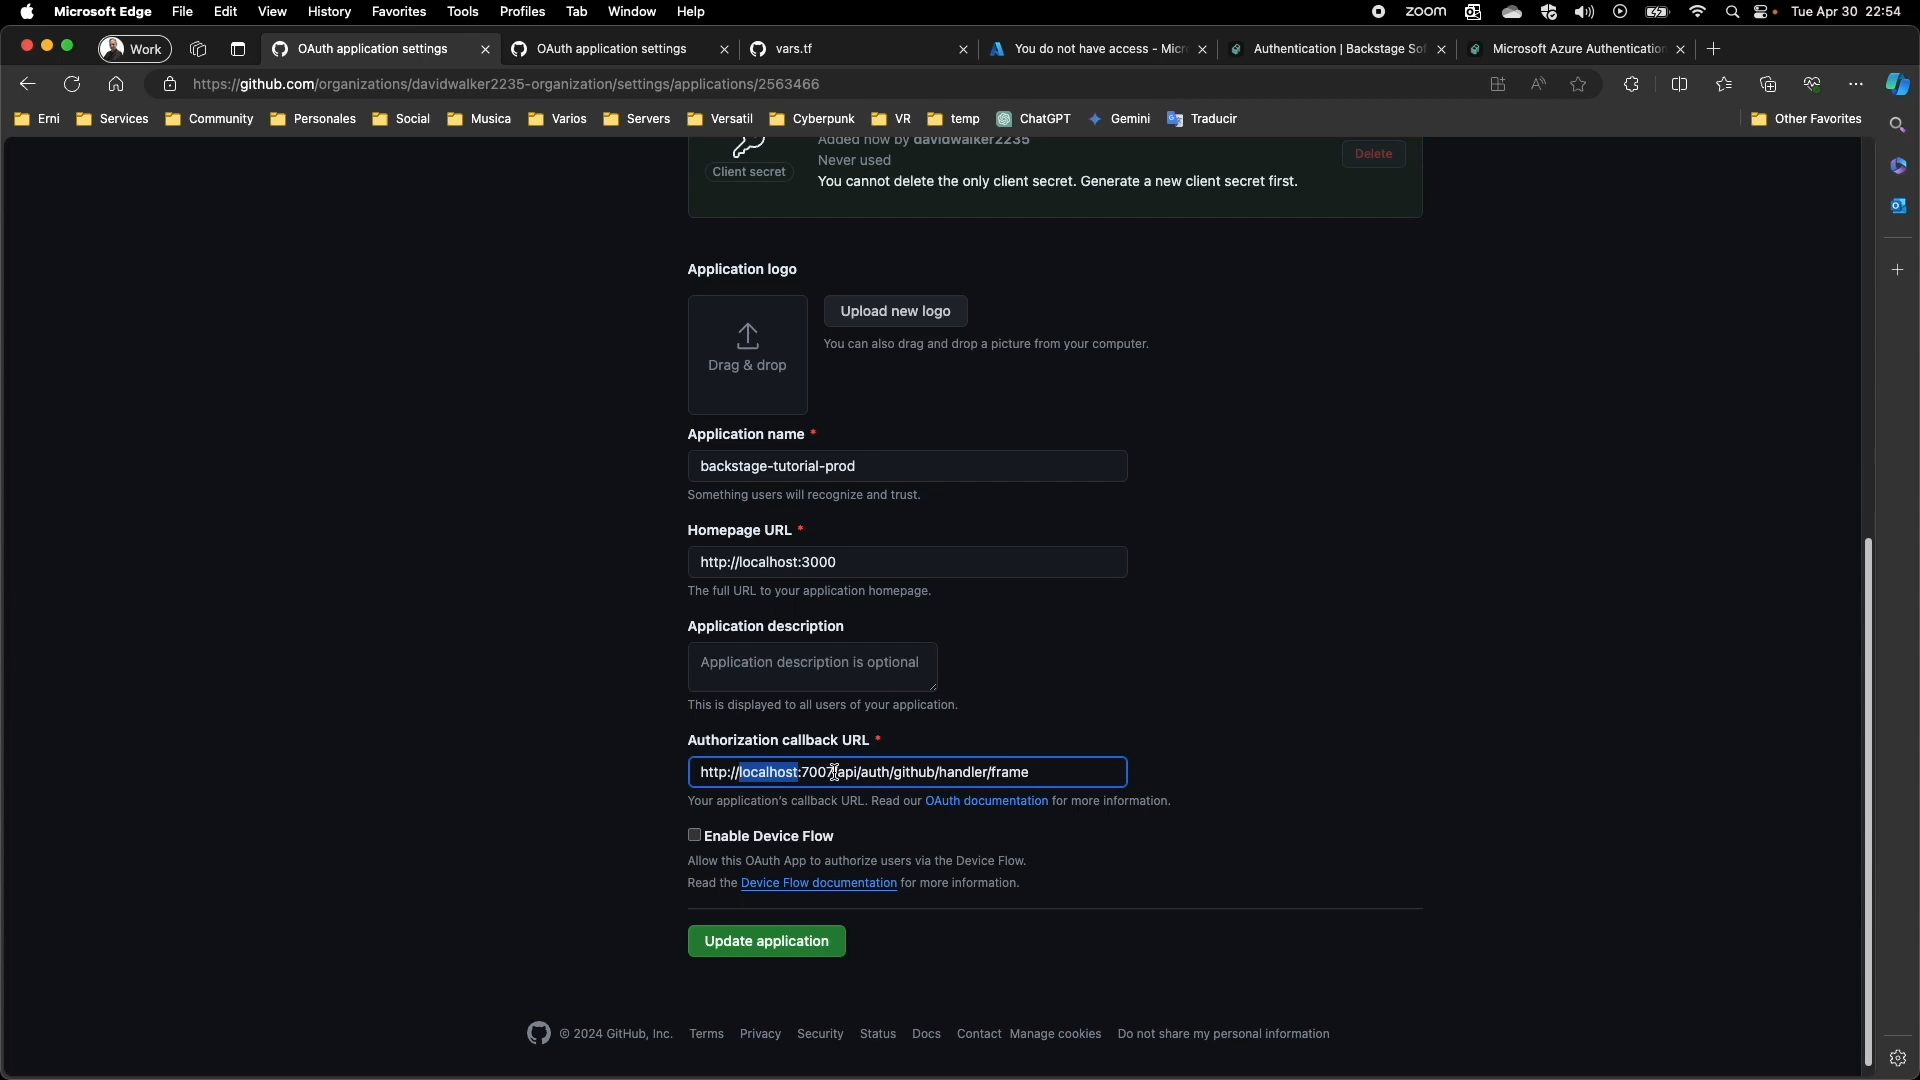 Microsoft Edge File Edit View History Favorites Tools Profiles Tab Window Help zoom Tue Apr 30 22:54
Work OAuth application settings OAuth application settings vars.tf You do not have access - Micr Authentication | Backstage Sof Microsoft Azure Authentication
https://github.com/organizations/davidwalker2235-organization/settings/applications/2563466
Erni Services Community Personales Social Musica Varios Servers Versatil Cyberpunk VR temp ChatGPT Gemini Traducir Other Favorites
Added now by davidwalker2235
Never used
Delete
Client secret
You cannot delete the only client secret. Generate a new client secret first.
Application logo
Upload new logo
You can also drag and drop a picture from your computer.
Drag & drop
Application name *
backstage-tutorial-prod
Something users will recognize and trust.
Homepage URL *
http://localhost:3000
The full URL to your application homepage.
Application description
Application description is optional
This is displayed to all users of your application.
Authorization callback URL *
http://localhost:7007/api/auth/github/handler/frame
Your application's callback URL. Read our OAuth documentation for more information.
Enable Device Flow
Allow this OAuth App to authorize users via the Device Flow.
Read the Device Flow documentation for more information.
Update application
© 2024 GitHub, Inc. Terms Privacy Security Status Docs Contact Manage cookies Do not share my personal information